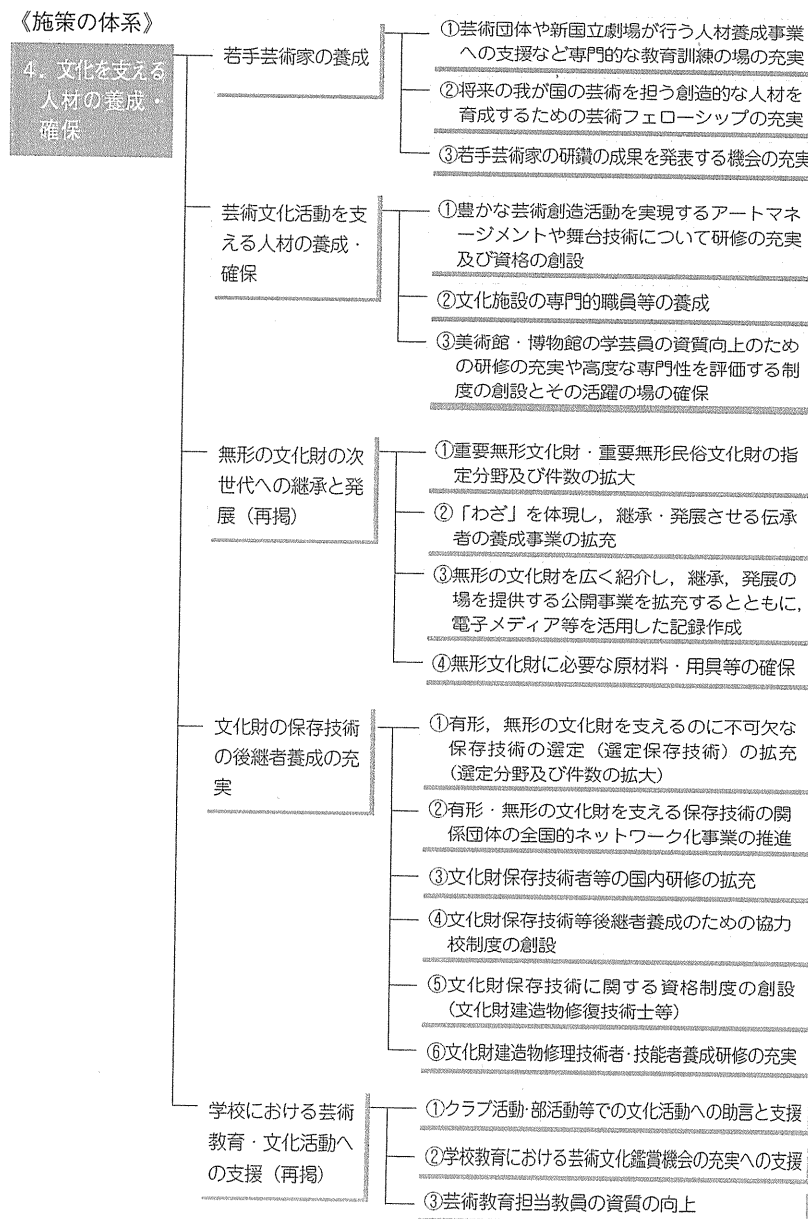 《施策の体系》
4．文化を支える
人材の養成・
確保
若手芸術家の養成
①芸術団体や新国立劇場が行う人材養成事業
への支援など専門的な教育訓練の場の充実
②将来の我が国の芸術を担う創造的な人材を
育成するための芸術フェローシップの充実
③若手芸術家の研鑽の成果を発表する機会の充実
芸術文化活動を支
える人材の養成・
確保
①豊かな芸術創造活動を実現するアートマネ
ージメントや舞台技術について研修の充実
及び資格の創設
②文化施設の専門的職員等の養成
③美術館・博物館の学芸員の資質向上のため
の研修の充実や高度な専門性を評価する制
度の創設とその活躍の場の確保
無形の文化財の次
世代への継承と発
展（再掲）
①重要無形文化財・重要無形民俗文化財の指
定分野及び件数の拡大
②「わざ」を体現し，継承・発展させる伝承
者の養成事業の拡充
③無形の文化財を広く紹介し，継承，発展の
場を提供する公開事業を拡充するとともに，
電子メディア等を活用した記録作成
④無形文化財に必要な原材料・用具等の確保
文化財の保存技術
の後継者養成の充
実
①有形，無形の文化財を支えるのに不可欠な
保存技術の選定（選定保存技術）の拡充
（選定分野及び件数の拡大）
②有形・無形の文化財を支える保存技術の関
係団体の全国的ネットワーク化事業の推進
③文化財保存技術者等の国内研修の拡充
④文化財保存技術等後継者養成のための協力
校制度の創設
⑤文化財保存技術に関する資格制度の創設
（文化財建造物修復技術士等）
⑥文化財建造物修理技術者・技能者養成研修の充実
学校における芸術
教育・文化活動へ
の支援（再掲）
①クラブ活動・部活動等での文化活動への助言と支援
②学校教育における芸術文化鑑賞機会の充実への支援
③芸術教育担当教員の資質の向上